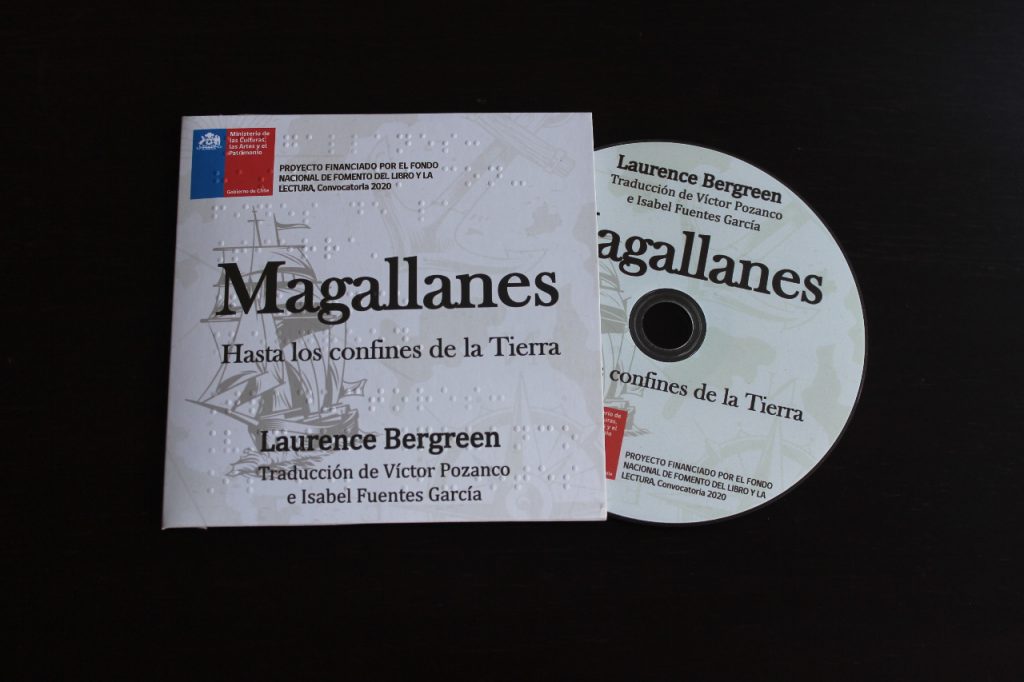 Ministerio de
las Culturas,
las Artes y el
Patrimonio
Gobierno de Chile
PROYECTO FINANCIADO POR EL FONDO
NACIONAL DE FOMENTO DEL LIBRO Y LA
LECTURA, Convocatoria 2020
Magallanes
Hasta los confines de la Tierra
Laurence Bergreen
Traducción de Víctor Pozanco
e Isabel Fuentes García
Laurence Bergreen
Traducción de Víctor Pozanco
e Isabel Fuentes García
agallanes
confines de la Tierra
PROYECTO FINANCIADO POR EL FONDO
NACIONAL DE FOMENTO DEL LIBRO Y LA
LECTURA, Convocatoria 2020